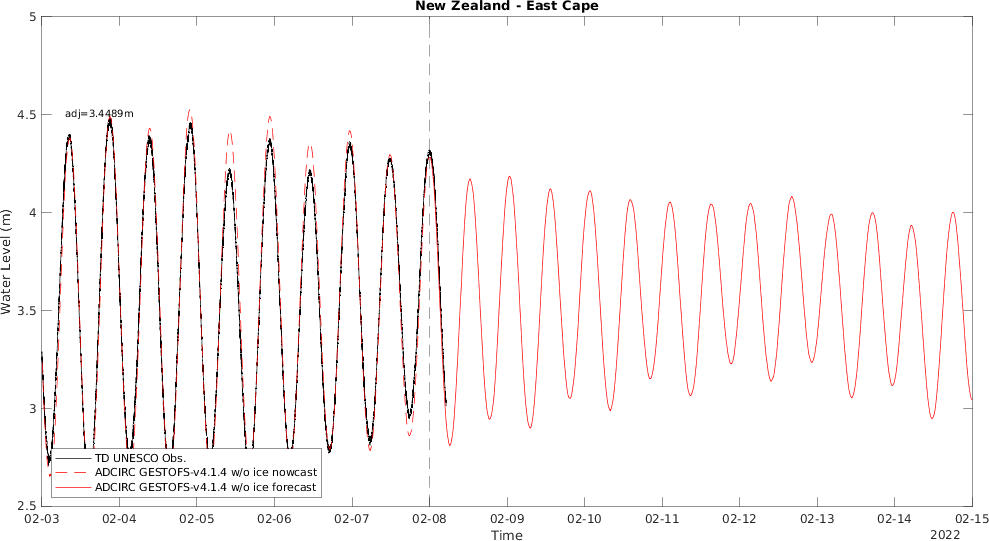 New Zealand - East Cape
5
4.5
4
3.5
3
2.5
Water Level (m)
adj=3.4489m
TD UNESCO Obs.
ADCIRC GESTOFS-v4.1.4 w/o ice nowcast
ADCIRC GESTOFS-v4.1.4 w/o ice forecast
02-03 02-04 02-05 02-06 02-07 02-08 02-09 02-10 02-11 02-12 02-13 02-14 02-15
Time
2022